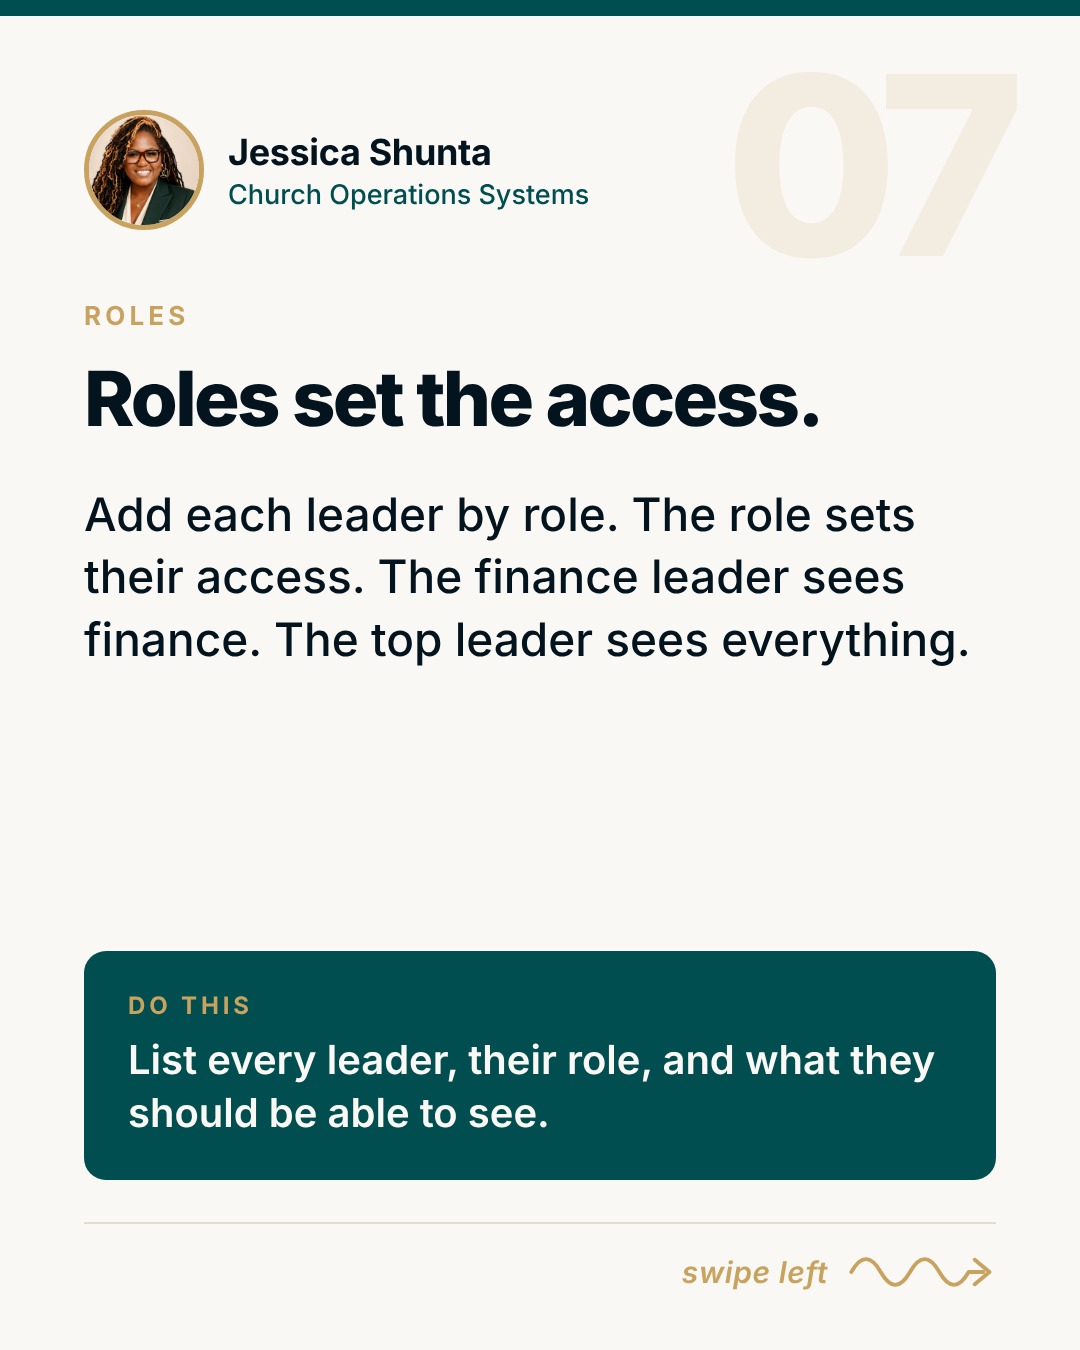 07
Jessica Shunta
Church Operations Systems
ROLES
Roles set the access.
Add each leader by role. The role sets
their access. The finance leader sees
finance. The top leader sees everything.
DO THIS
List every leader, their role, and what they
should be able to see.
swipe left